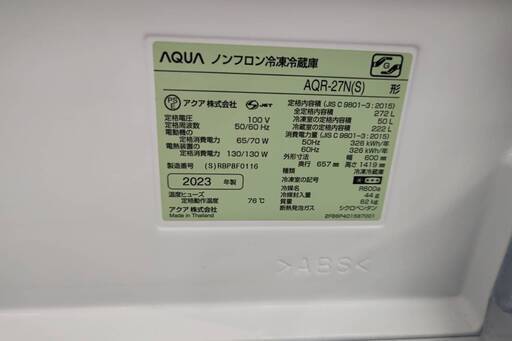 AQUA ノンフロン冷凍冷蔵庫
AQR-27N(S) 形
PS E アクア株式会社 JET
定格電圧 100 V
定格周波数 50/60 Hz
電動機の
定格消費電力 65/70 W
電熱装置の
定格消費電力 130/130 W
製造番号 (S)RBPBF0116
2023 年製
温度ヒューズ
定格動作温度 76℃
アクア株式会社
Made in Thailand
定格内容積 (JIS C 9801-3:2015)
全定格内容積 272 L
冷凍室の定格内容積 50 L
冷蔵室の定格内容積 222 L
消費電力量 (JIS C 9801-3:2015)
50Hz 326 kWh/年
60Hz 326 kWh/年
外形寸法 幅 600 mm
奥行 657 mm 高さ 1419 mm
種類 冷凍冷蔵庫
冷凍室の記号
冷媒名 R600a
冷媒封入量 44 g
質量 62 kg
断熱発泡ガス シクロペンタン
>ABS<